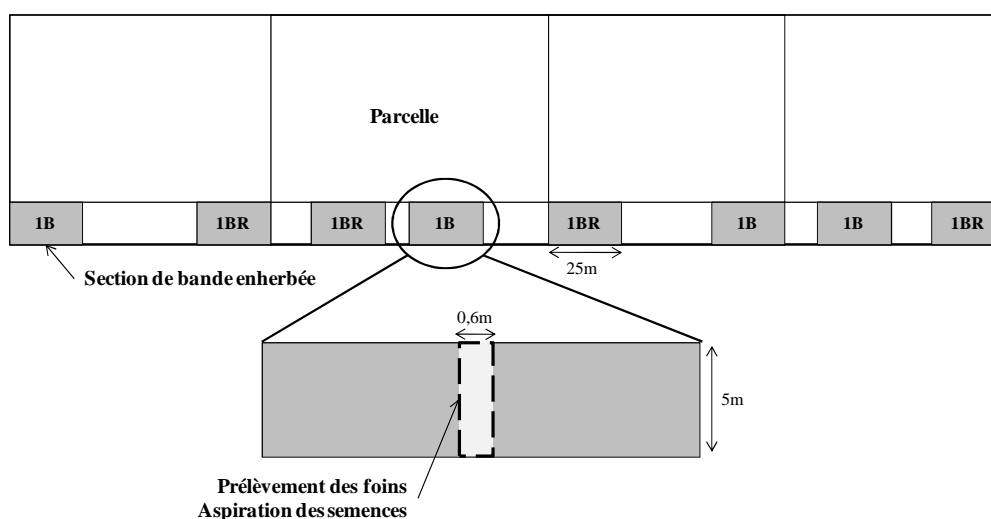 Parcelle
1B
1BR
1BR
1B
1BR
1B
1B
1BR
Section de bande enherbée
25m
0,6m
5m
Prélèvement des foins
Aspiration des semences